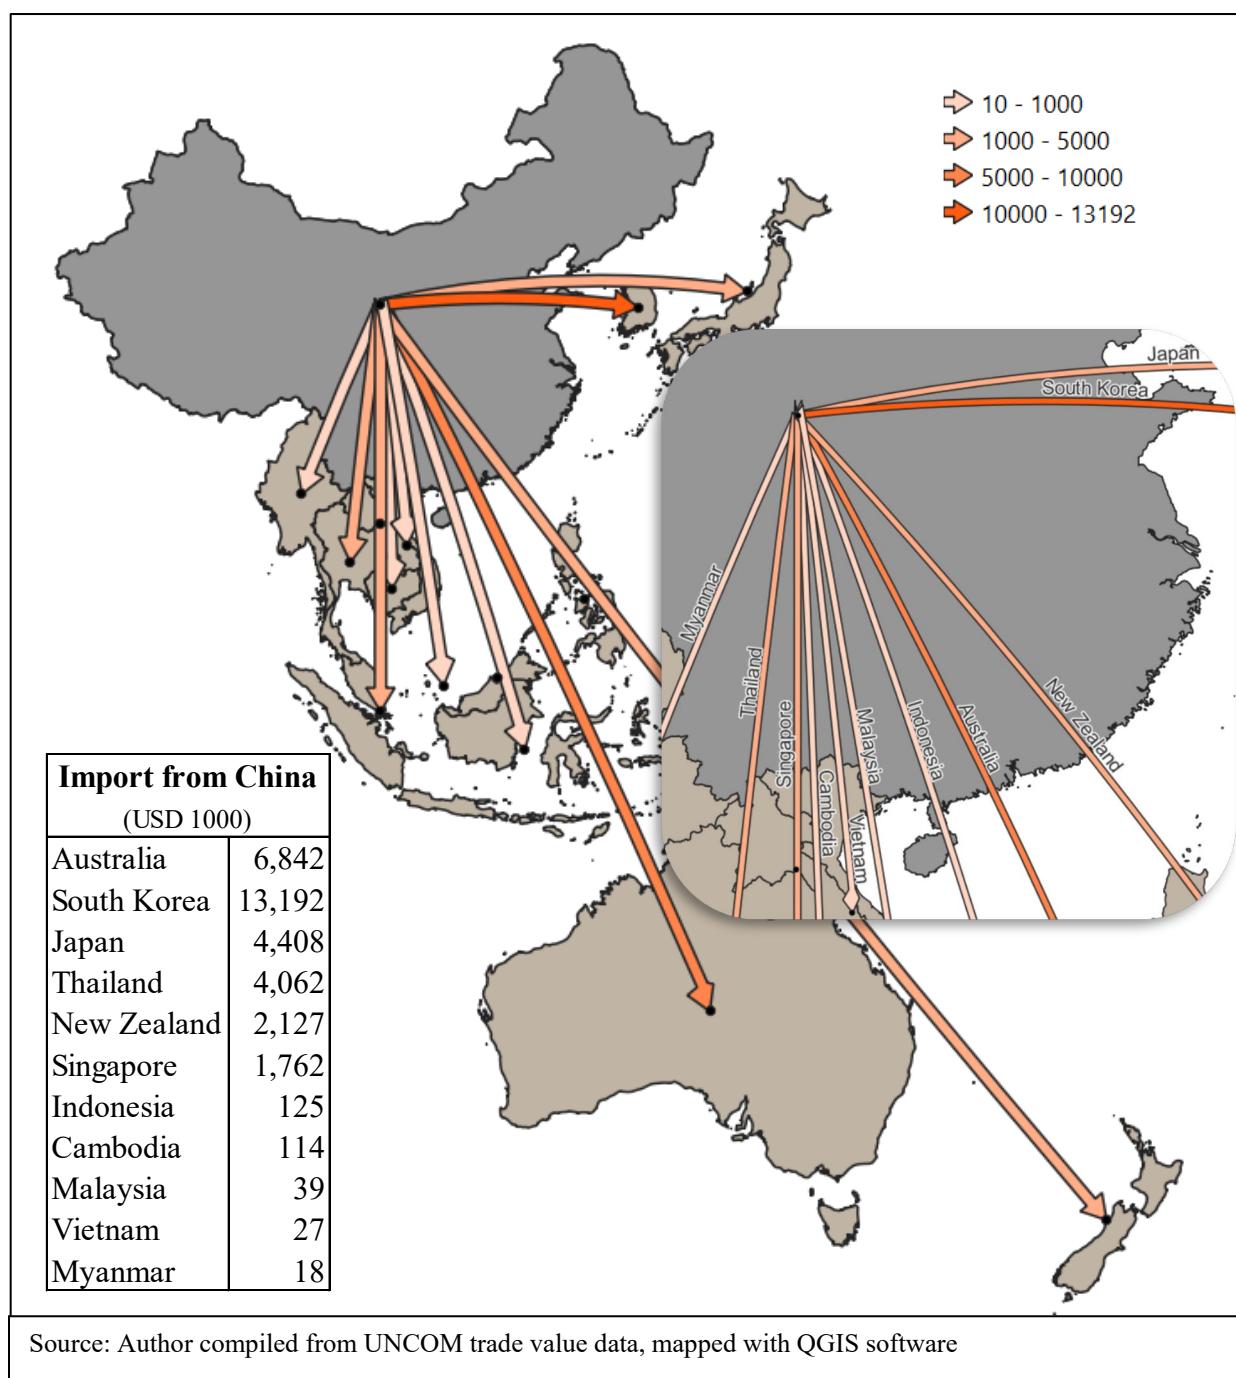 10 - 1000
1000 - 5000
5000 - 10000
10000 - 13192
Japan
South Korea
Myanmar
Thailand
Singapore
Cambodia
Vietnam
Malaysia
Indonesia
Australia
New Zealand
Import from China
(USD 1000)
Australia 6,842
South Korea 13,192
Japan 4,408
Thailand 4,062
New Zealand 2,127
Singapore 1,762
Indonesia 125
Cambodia 114
Malaysia 39
Vietnam 27
Myanmar 18
Source: Author compiled from UNCOM trade value data, mapped with QGIS software